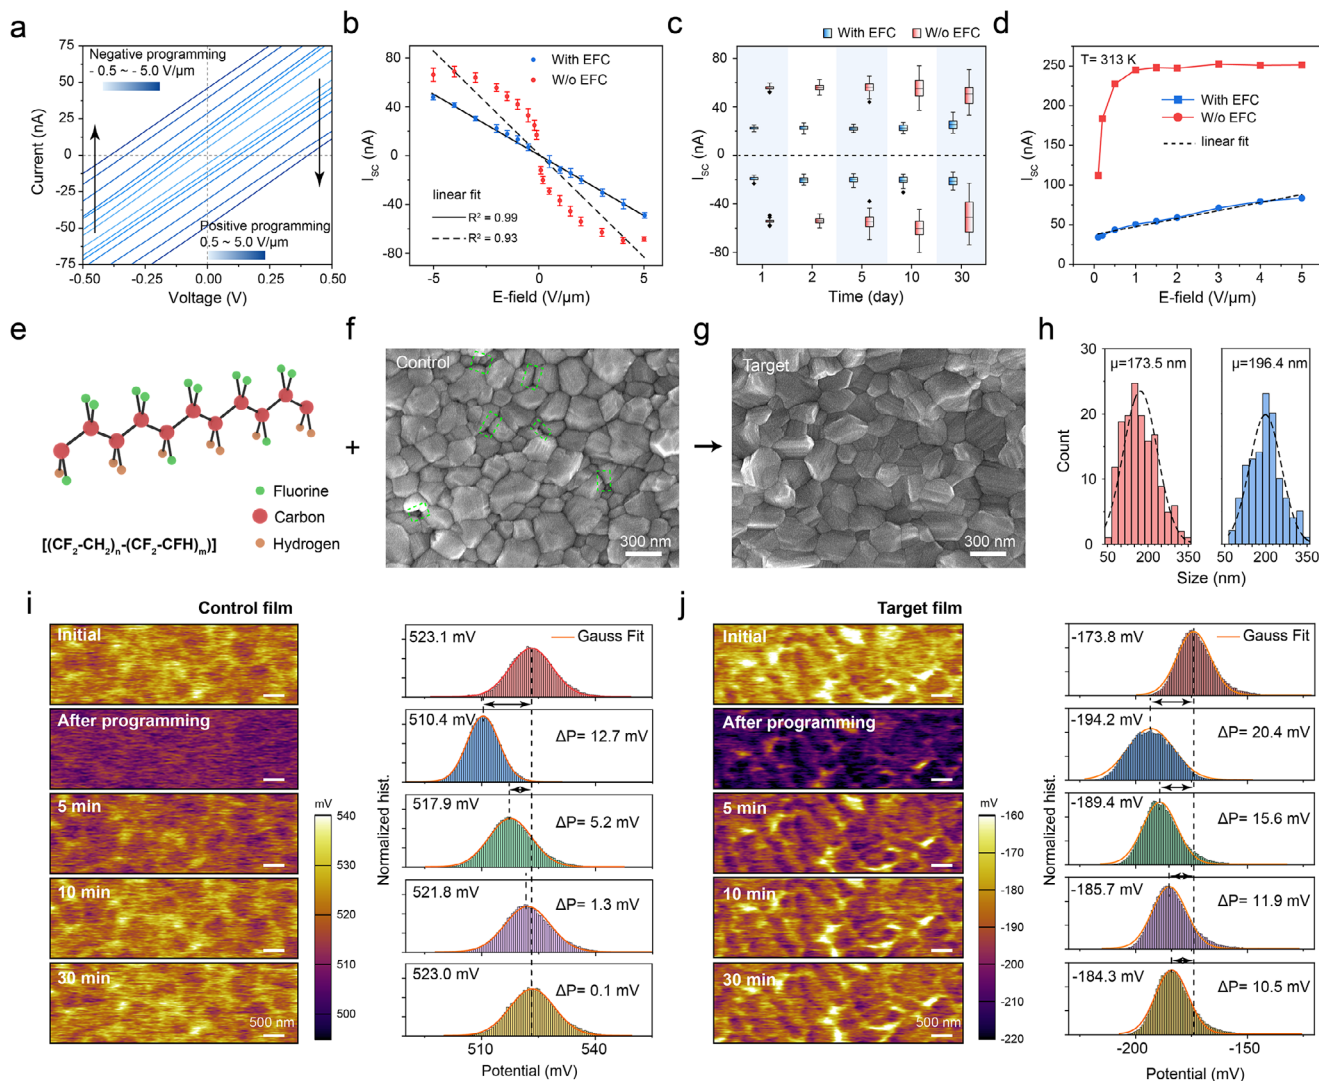 a
75
50
25
0
-25
-50
-75
Current (nA)
Negative programming
- 0.5 ~ - 5.0 V/μm
Positive programming
0.5 ~ 5.0 V/μm
-0.50
-0.25
0.00
0.25
0.50
Voltage (V)
b
80
40
0
-40
-80
I_SC (nA)
With EFC
W/o EFC
linear fit
R² = 0.99
R² = 0.93
-5
0
5
E-field (V/μm)
c
With EFC
W/o EFC
80
40
0
-40
-80
I_SC (nA)
1
2
5
10
30
Time (day)
d
T= 313 K
250
200
150
100
50
0
I_SC (nA)
With EFC
W/o EFC
linear fit
0
1
2
3
4
5
E-field (V/μm)
e
Fluorine
Carbon
Hydrogen
[(CF₂-CH₂)ₙ-(CF₂-CFH)ₘ)]
+
f
Control
300 nm
g
Target
300 nm
h
30
20
10
0
Count
μ=173.5 nm
μ=196.4 nm
50
200
350
50
200
350
Size (nm)
i
Control film
Initial
After programming
5 min
10 min
30 min
500 nm
mV
540
530
520
510
500
Normalized hist.
523.1 mV
Gauss Fit
510.4 mV
ΔP= 12.7 mV
517.9 mV
ΔP= 5.2 mV
521.8 mV
ΔP= 1.3 mV
523.0 mV
ΔP= 0.1 mV
510
540
Potential (mV)
j
Target film
Initial
After programming
5 min
10 min
30 min
500 nm
mV
-160
-170
-180
-190
-200
-210
-220
Normalized hist.
-173.8 mV
Gauss Fit
-194.2 mV
ΔP= 20.4 mV
-189.4 mV
ΔP= 15.6 mV
-185.7 mV
ΔP= 11.9 mV
-184.3 mV
ΔP= 10.5 mV
-200
-150
Potential (mV)